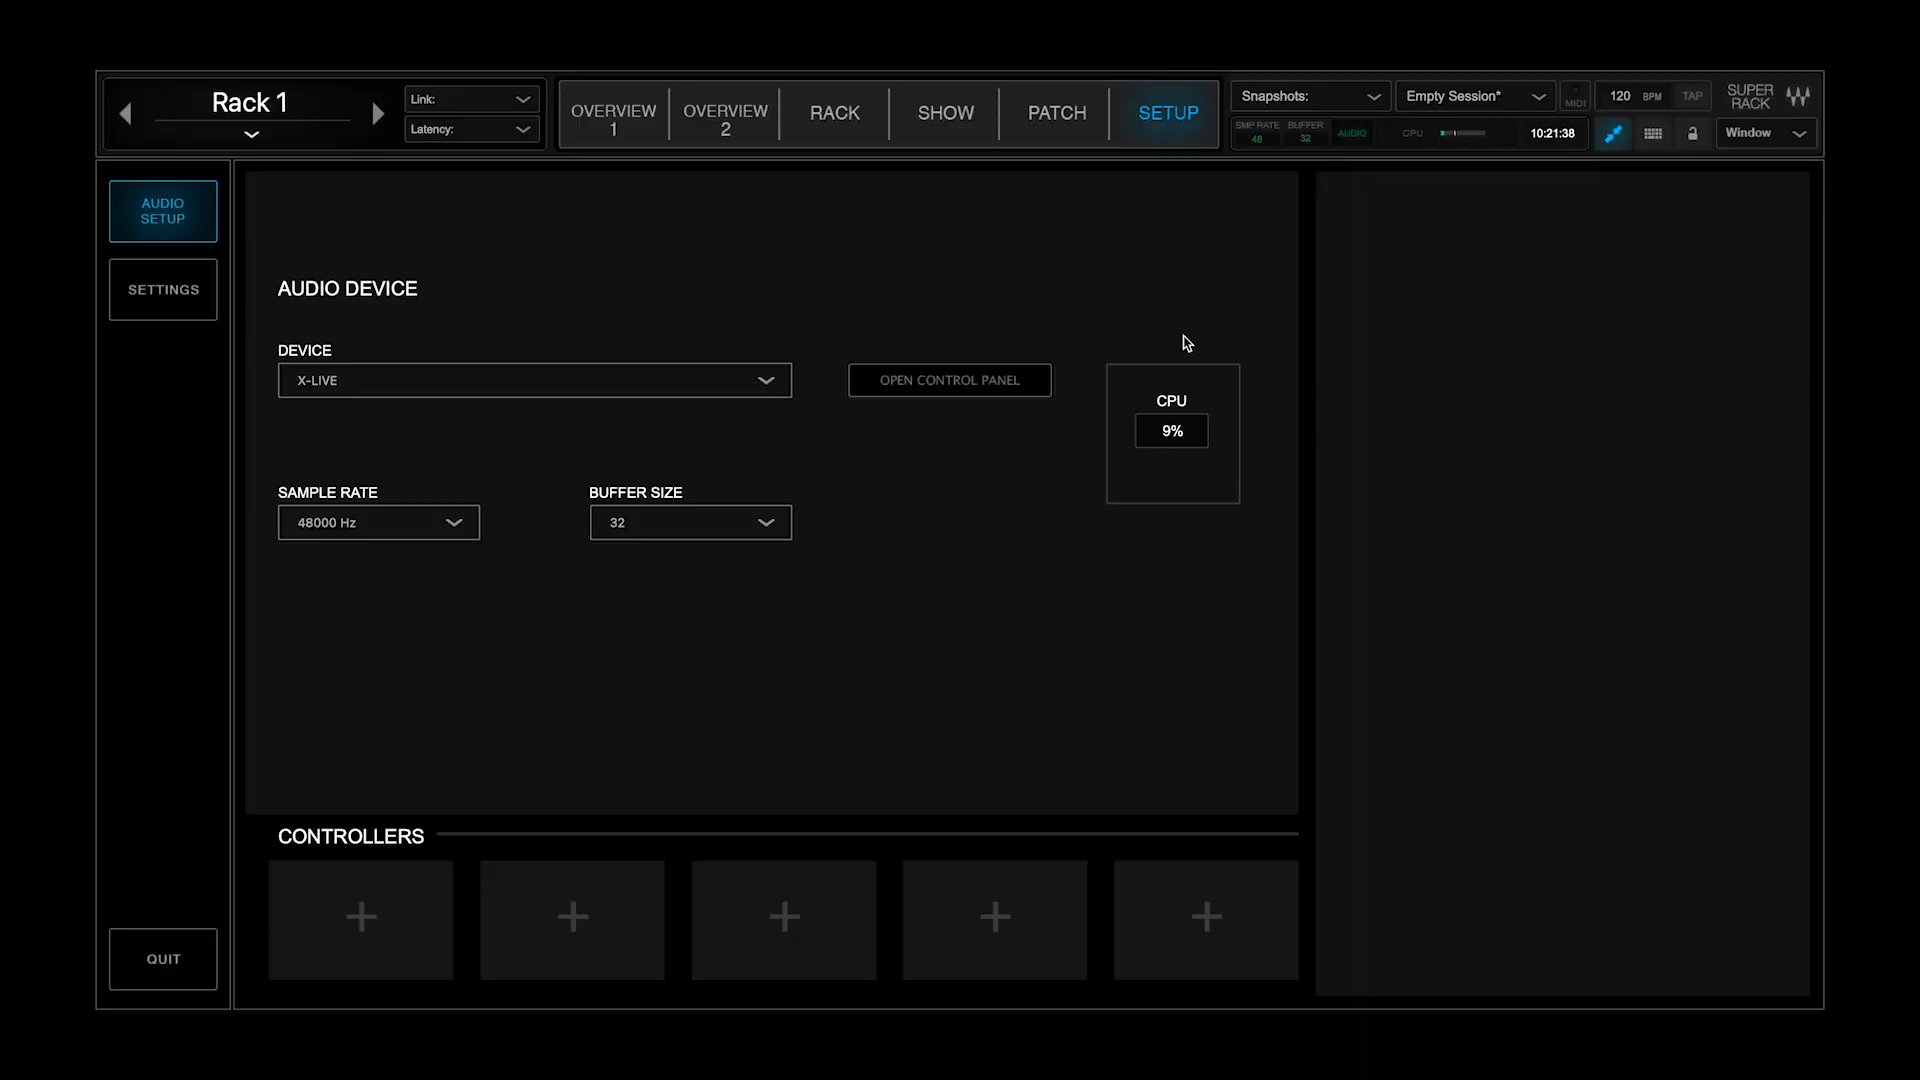 Rack 1
Link:
Latency:
OVERVIEW
1
OVERVIEW
2
RACK
SHOW
PATCH
SETUP
Snapshots:
Empty Session*
MIDI
120 BPM
TAP
SUPER
RACK
SMP RATE
48
BUFFER
32
AUDIO
CPU
10:21:38
Window
AUDIO
SETUP
SETTINGS
QUIT
AUDIO DEVICE
DEVICE
X-LIVE
OPEN CONTROL PANEL
CPU
9%
SAMPLE RATE
48000 Hz
BUFFER SIZE
32
CONTROLLERS